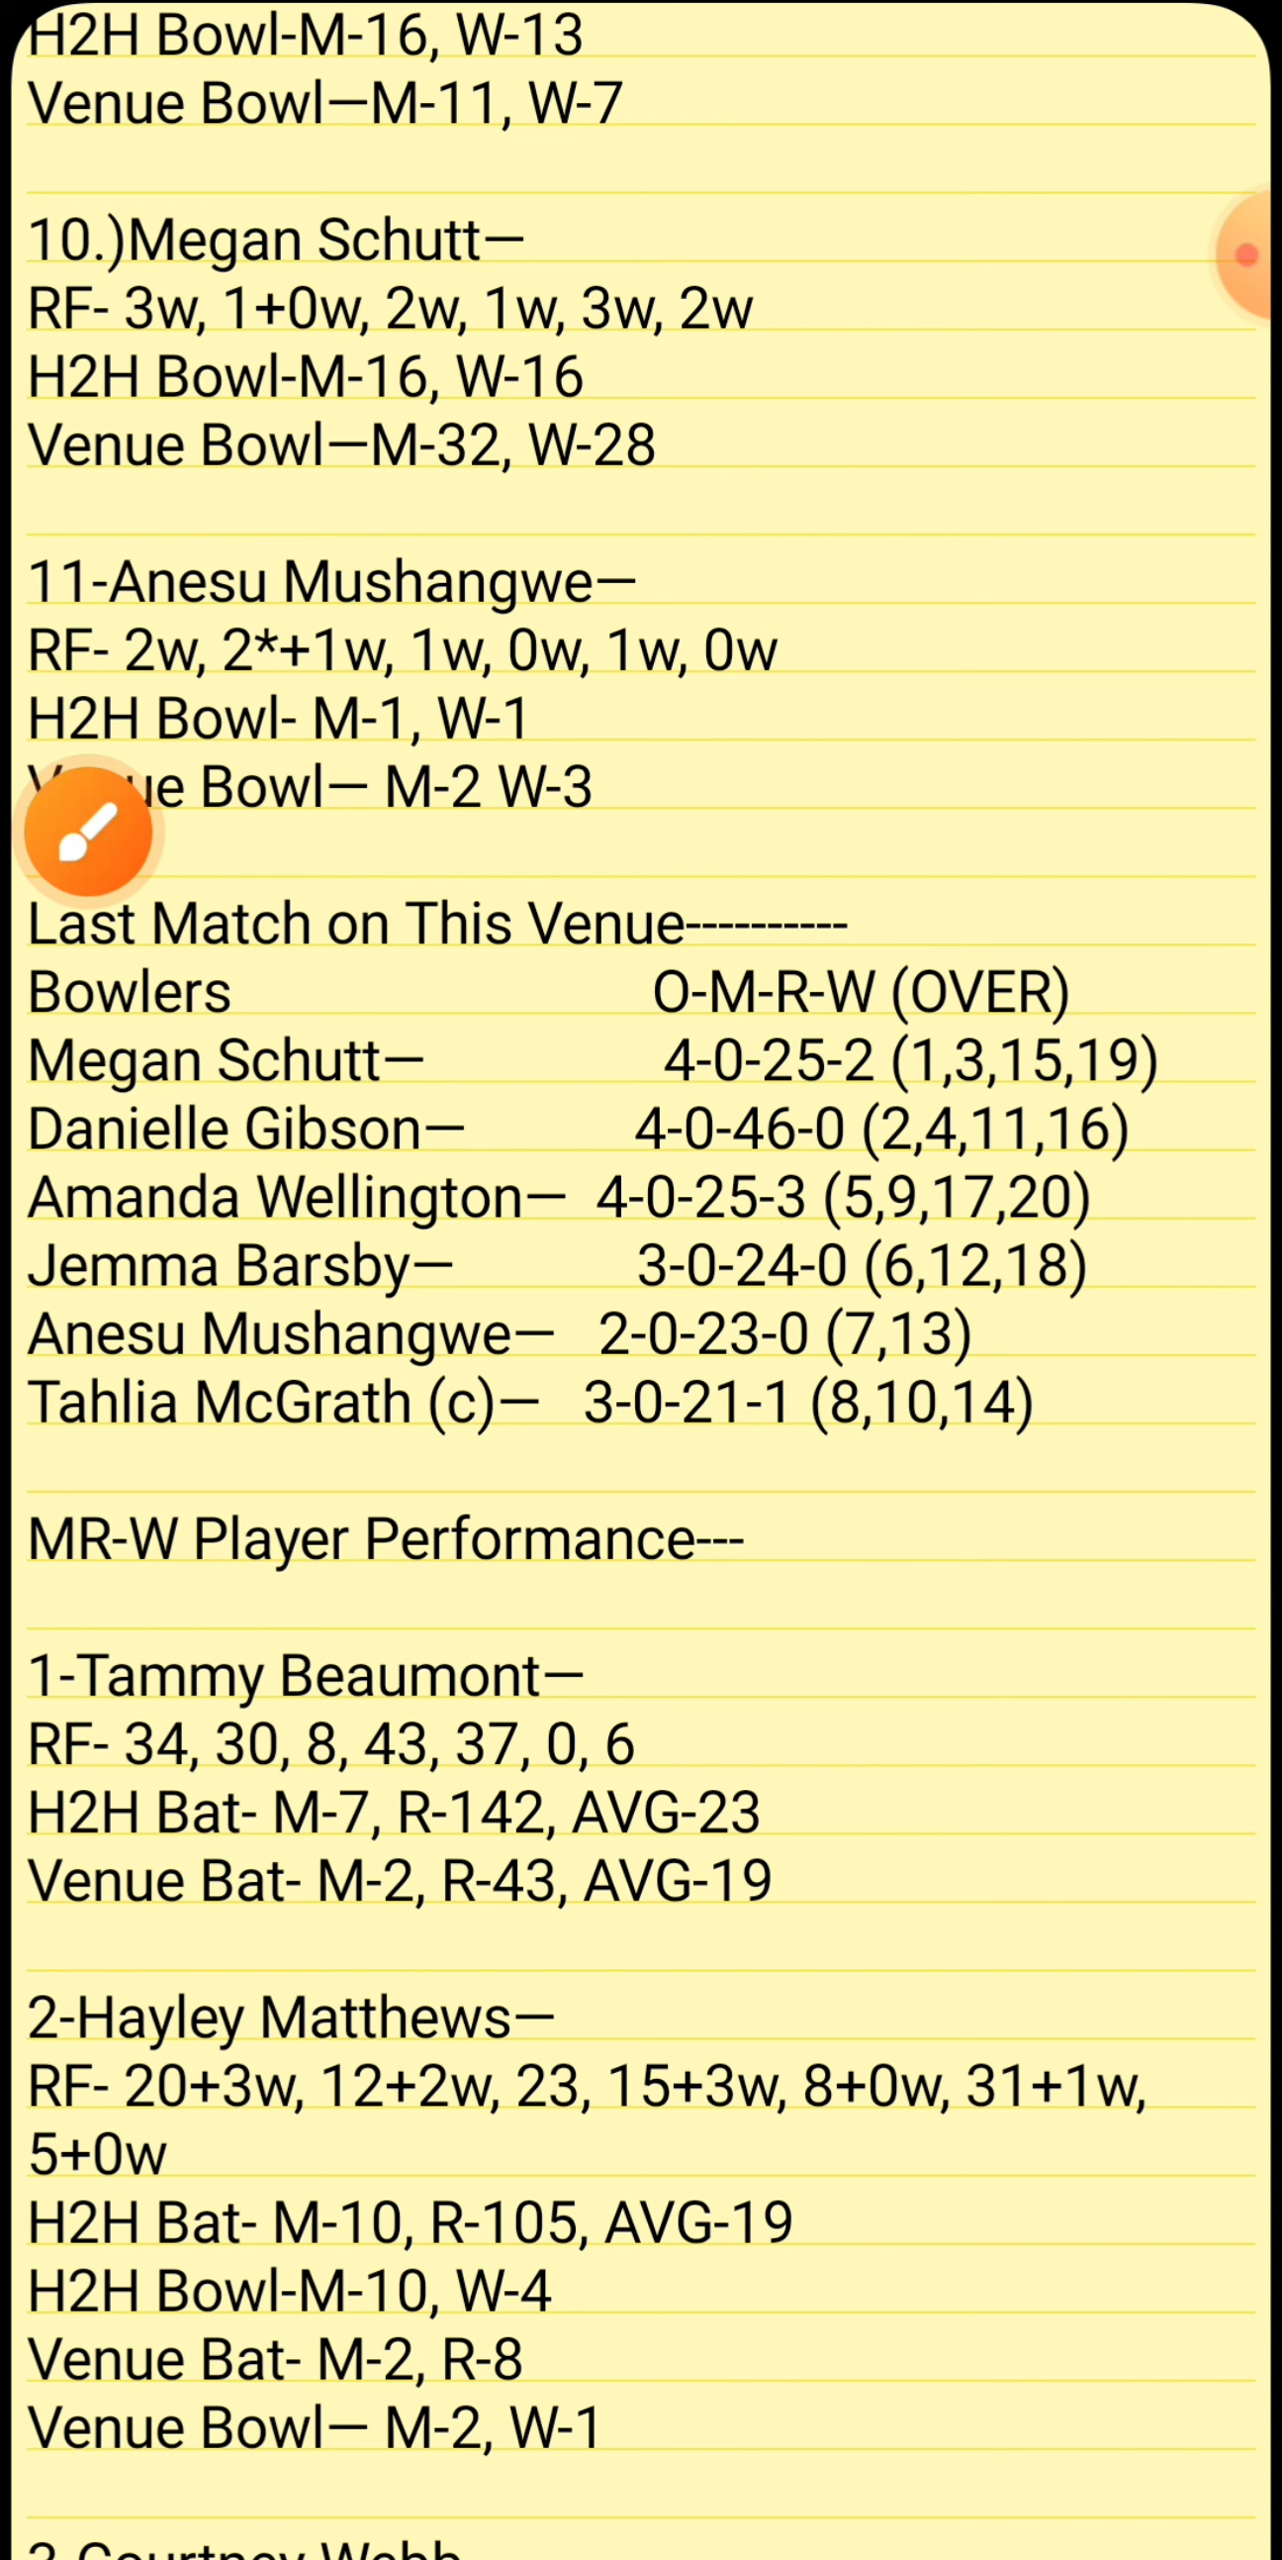 H2H Bowl-M-16, W-13
Venue Bowl—M-11, W-7
10.)Megan Schutt—
RF- 3w, 1+0w, 2w, 1w, 3w, 2w
H2H Bowl-M-16, W-16
Venue Bowl—M-32, W-28
11-Anesu Mushangwe—
RF- 2w, 2*+1w, 1w, 0w, 1w, 0w
H2H Bowl- M-1, W-1
Venue Bowl— M-2 W-3
Last Match on This Venue----------
Bowlers O-M-R-W (OVER)
Megan Schutt— 4-0-25-2 (1,3,15,19)
Danielle Gibson— 4-0-46-0 (2,4,11,16)
Amanda Wellington— 4-0-25-3 (5,9,17,20)
Jemma Barsby— 3-0-24-0 (6,12,18)
Anesu Mushangwe— 2-0-23-0 (7,13)
Tahlia McGrath (c)— 3-0-21-1 (8,10,14)
MR-W Player Performance---
1-Tammy Beaumont—
RF- 34, 30, 8, 43, 37, 0, 6
H2H Bat- M-7, R-142, AVG-23
Venue Bat- M-2, R-43, AVG-19
2-Hayley Matthews—
RF- 20+3w, 12+2w, 23, 15+3w, 8+0w, 31+1w,
5+0w
H2H Bat- M-10, R-105, AVG-19
H2H Bowl-M-10, W-4
Venue Bat- M-2, R-8
Venue Bowl— M-2, W-1
3-Courtney Webb